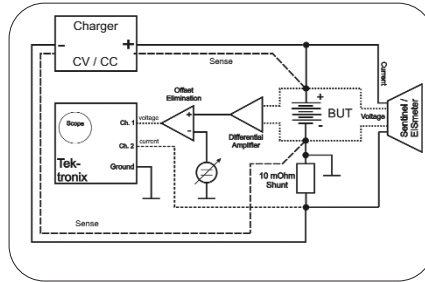 Charger
-
+
CV / CC
Sense
Offset
Elimination
Scope
Ch. 1
voltage
+
-
Ch. 2
current
Tek-
tronix
Ground
Differential
Amplifier
+
BUT
-
Voltage
Current
Sentinel /
EISmeter
10 mOhm
Shunt
Sense